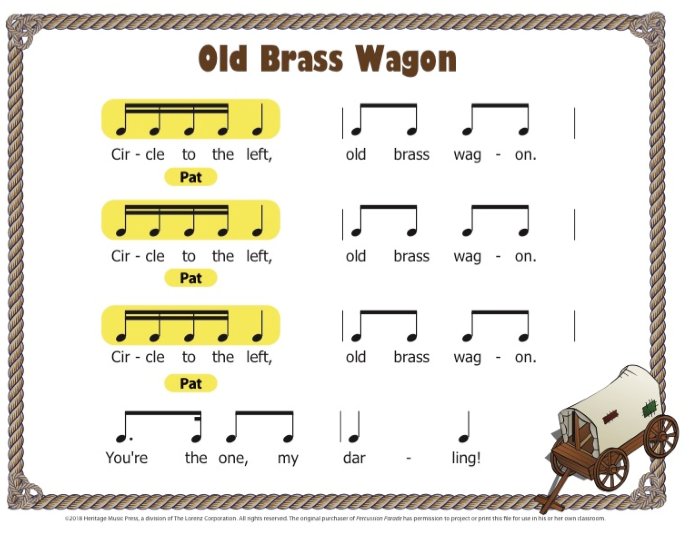 Old Brass Wagon
Cir - cle to the left, old brass wag - on.
Pat
Cir - cle to the left, old brass wag - on.
Pat
Cir - cle to the left, old brass wag - on.
Pat
You're the one, my dar - ling!
©2018 Heritage Music Press, a division of The Lorenz Corporation. All rights reserved. The original purchaser of Percussion Parade has permission to project or print this file for use in his or her own classroom.